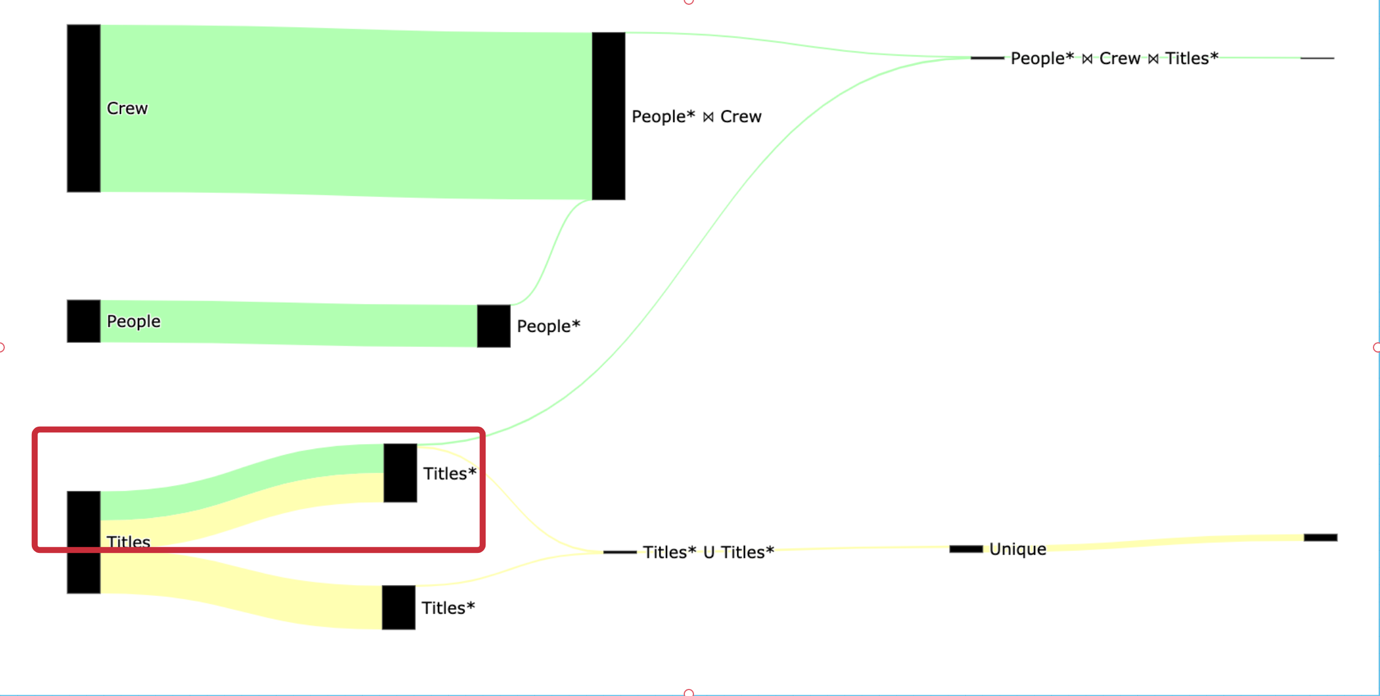 People* ⋈ Crew ⋈ Titles*
Crew
People* ⋈ Crew
People
People*
Titles*
Titles
Titles* U Titles*
Unique
Titles*